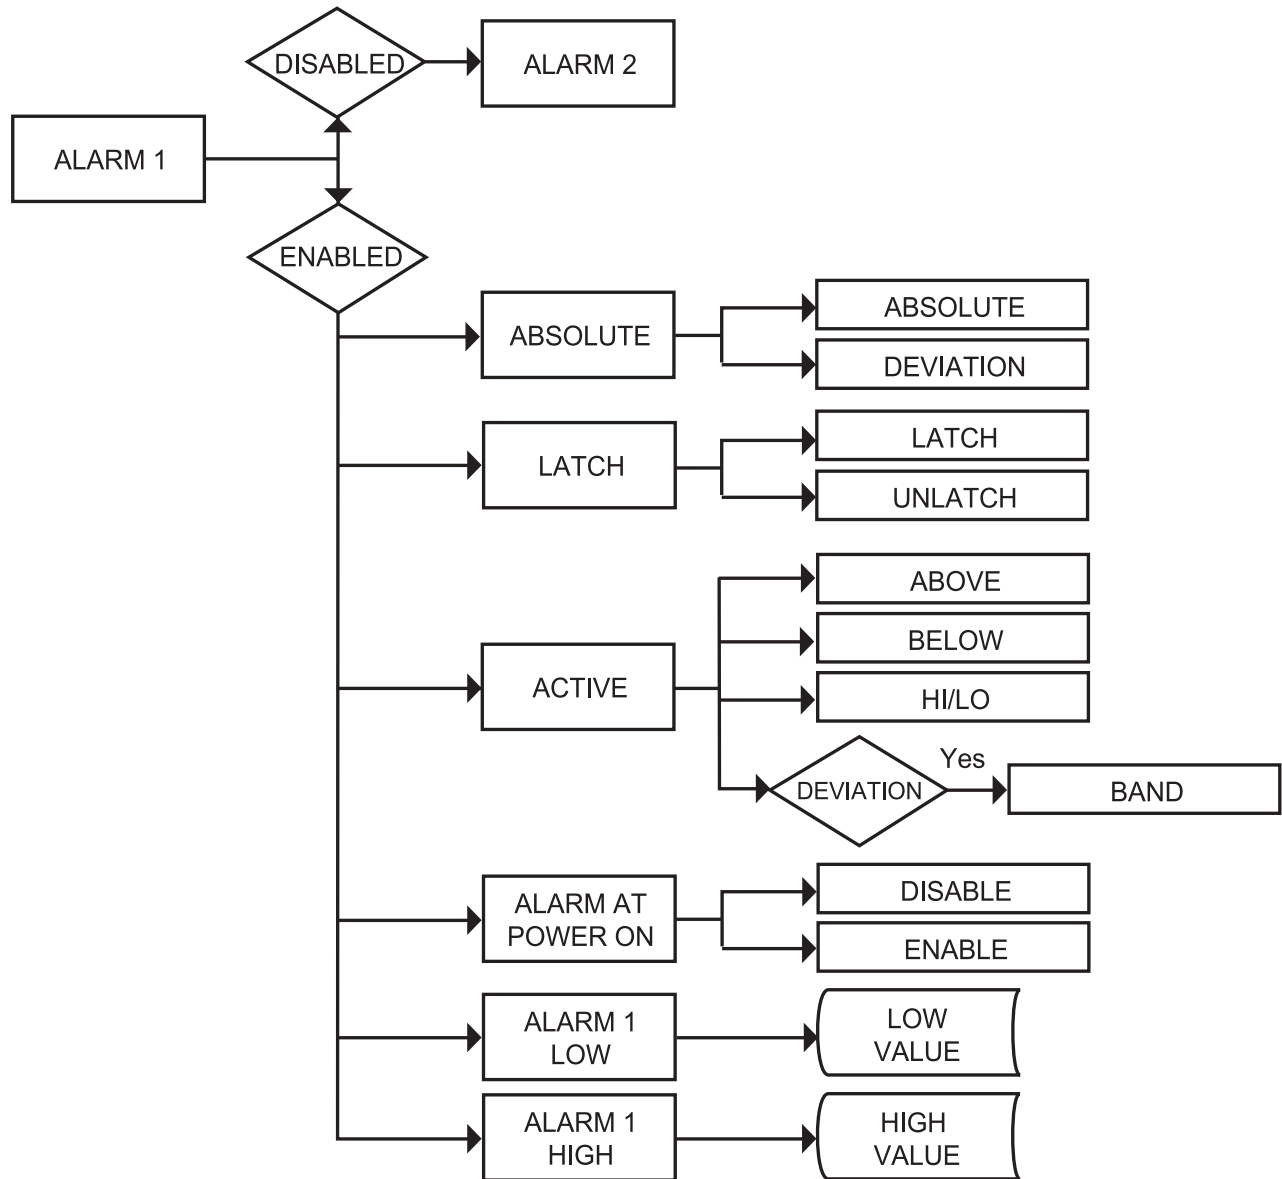 DISABLED
ALARM 2
ALARM 1
ENABLED
ABSOLUTE
ABSOLUTE
DEVIATION
LATCH
LATCH
UNLATCH
ACTIVE
ABOVE
BELOW
HI/LO
DEVIATION
Yes
BAND
ALARM AT
POWER ON
DISABLE
ENABLE
ALARM 1
LOW
LOW
VALUE
ALARM 1
HIGH
HIGH
VALUE